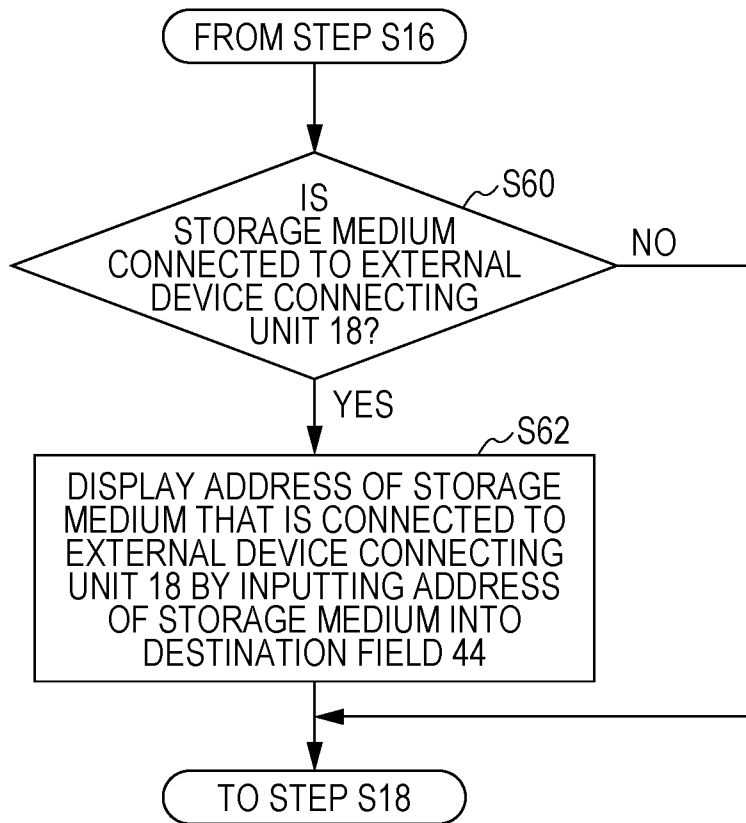 FROM STEP S16
S60
IS
STORAGE MEDIUM
CONNECTED TO EXTERNAL
DEVICE CONNECTING
UNIT 18?
NO
YES
S62
DISPLAY ADDRESS OF STORAGE
MEDIUM THAT IS CONNECTED TO
EXTERNAL DEVICE CONNECTING
UNIT 18 BY INPUTTING ADDRESS
OF STORAGE MEDIUM INTO
DESTINATION FIELD 44
TO STEP S18